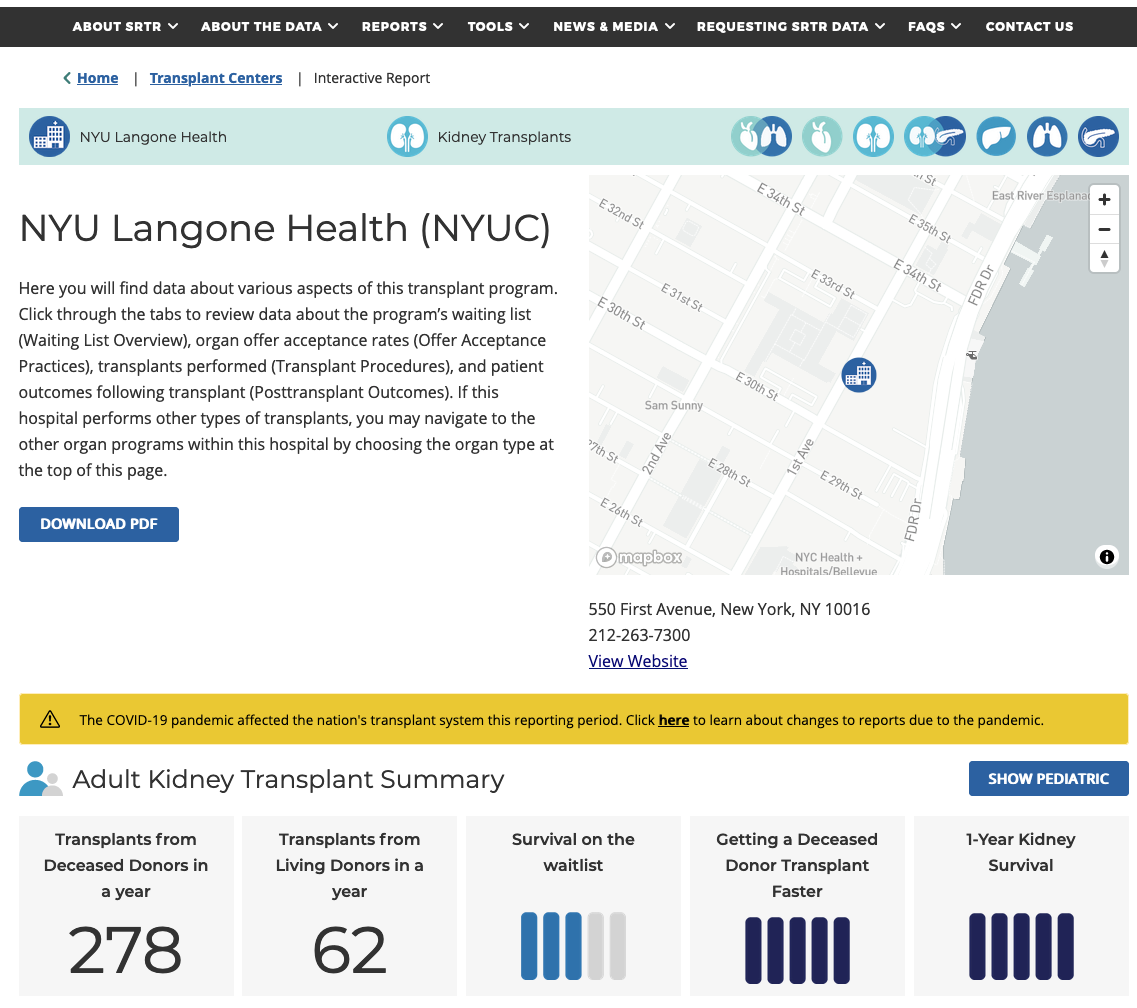 ABOUT SRTR ABOUT THE DATA REPORTS TOOLS NEWS & MEDIA REQUESTING SRTR DATA FAQS CONTACT US
Home | Transplant Centers | Interactive Report
NYU Langone Health Kidney Transplants
NYU Langone Health (NYUC)
Here you will find data about various aspects of this transplant program.
Click through the tabs to review data about the program's waiting list
(Waiting List Overview), organ offer acceptance rates (Offer Acceptance
Practices), transplants performed (Transplant Procedures), and patient
outcomes following transplant (Posttransplant Outcomes). If this
hospital performs other types of transplants, you may navigate to the
other organ programs within this hospital by choosing the organ type at
the top of this page.
DOWNLOAD PDF
E 34th St
East River Esplana
E 32nd St
E 35th St
E 34th St
E 33rd St
FDR Dr
E 31st St
E 30th St
E 30th St
Sam Sunny
2nd Ave
1st Ave
27th St
E 28th St
E 29th St
E 26th St
FDR Dr
mapbox
NYC Health +
Hospitals/Bellevue
550 First Avenue, New York, NY 10016
212-263-7300
View Website
The COVID-19 pandemic affected the nation's transplant system this reporting period. Click here to learn about changes to reports due to the pandemic.
Adult Kidney Transplant Summary
SHOW PEDIATRIC
Transplants from
Deceased Donors in
a year
278
Transplants from
Living Donors in a
year
62
Survival on the
waitlist
Getting a Deceased
Donor Transplant
Faster
1-Year Kidney
Survival